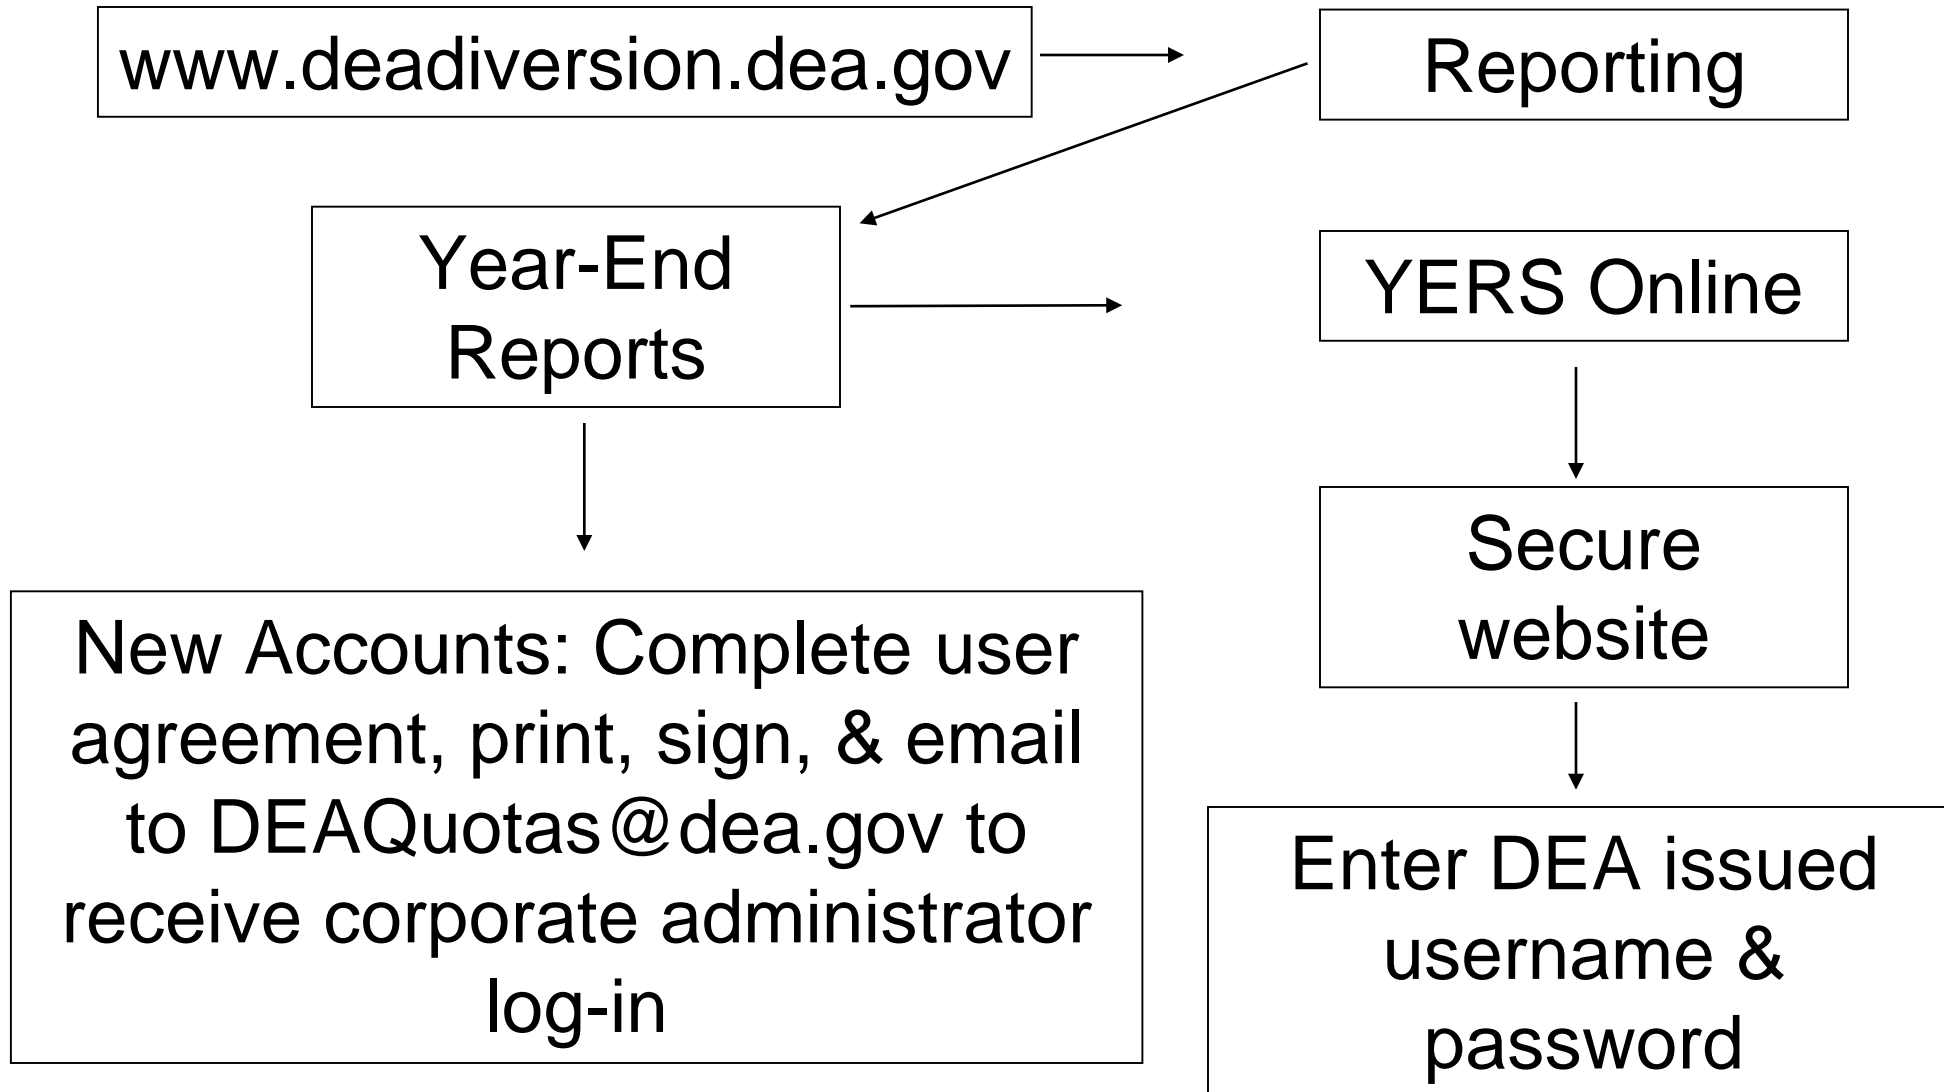 www.deadiversion.dea.gov
Reporting
Year-End
Reports
YERS Online
Secure
website
New Accounts: Complete user
agreement, print, sign, & email
to DEAQuotas@dea.gov to
receive corporate administrator
log-in
Enter DEA issued
username &
password